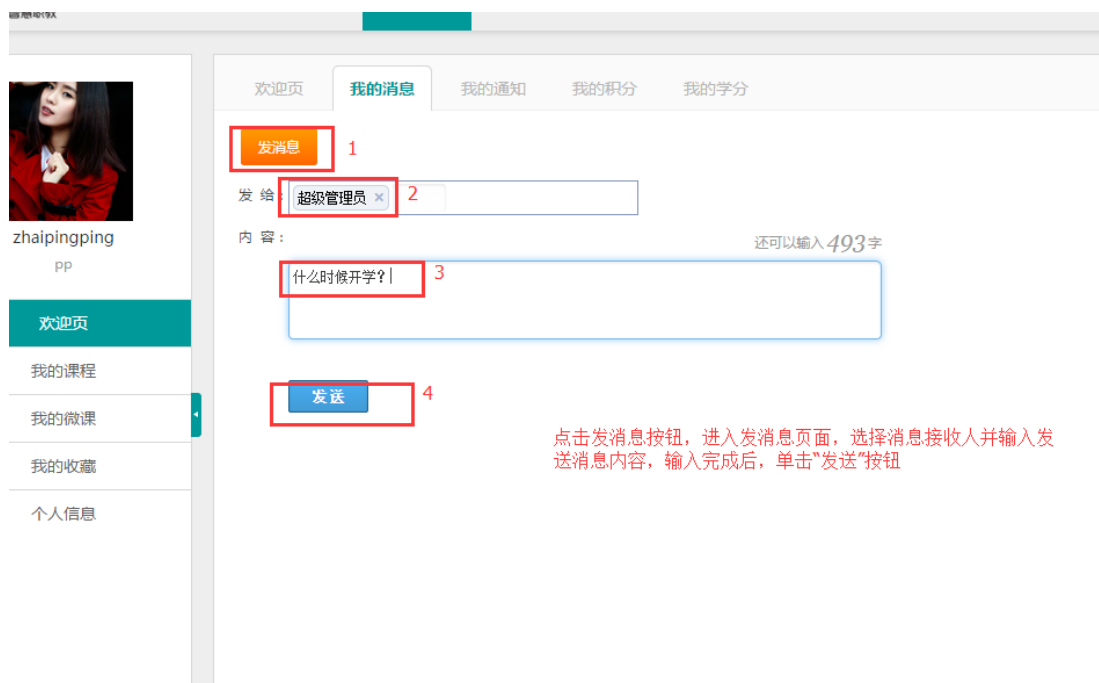 欢迎页 我的消息 我的通知 我的积分 我的学分
发消息 1
发 给: 超级管理员 × 2
zhaipingping
内 容:
还可以输入493字
pp
什么时候开学? 3
欢迎页
我的课程
发送 4
我的微课
点击发消息按钮，进入发消息页面，选择消息接收人并输入发
送消息内容，输入完成后，单击“发送”按钮
我的收藏
个人信息